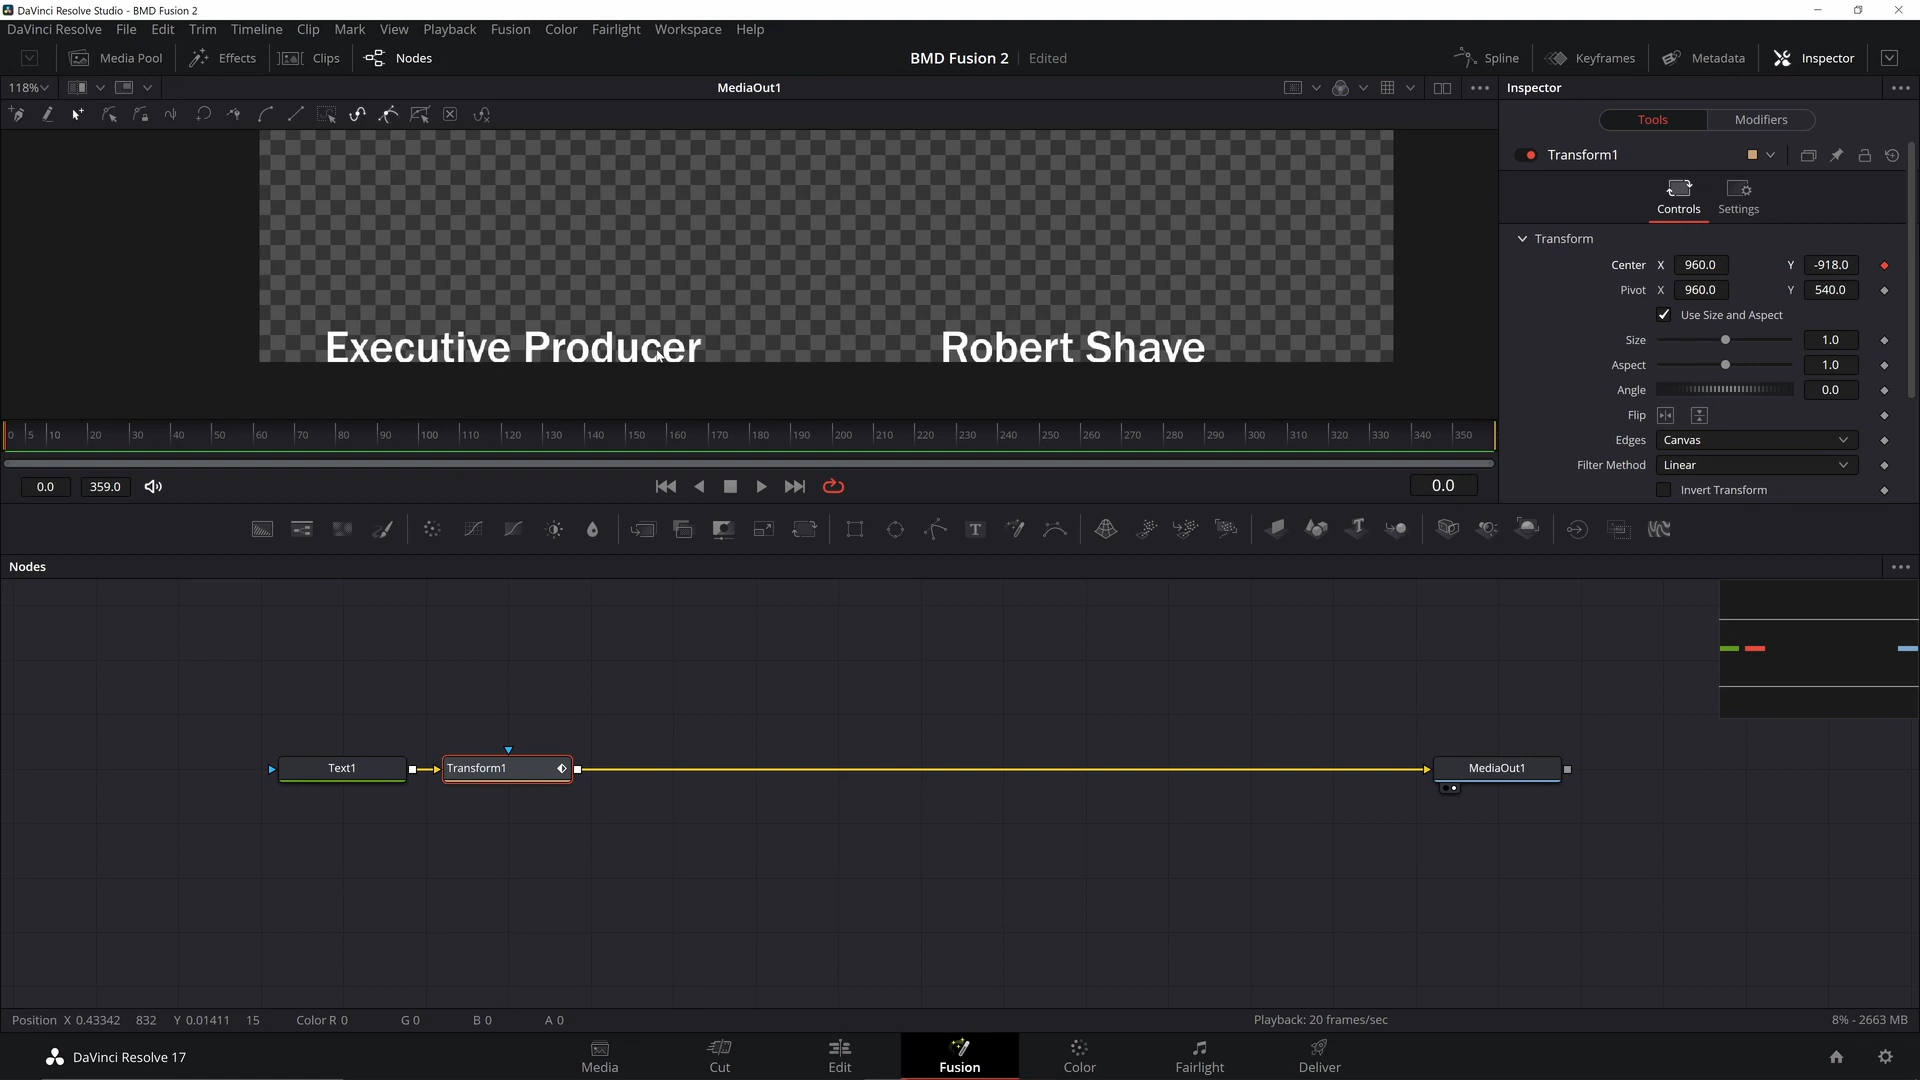 DaVinci Resolve Studio - BMD Fusion 2
DaVinci Resolve File Edit Trim Timeline Clip Mark View Playback Fusion Color Fairlight Workspace Help
Media Pool Effects Clips Nodes BMD Fusion 2 Edited Spline Keyframes Metadata Inspector
118% MediaOut1 Inspector
Tools Modifiers
Transform1
Controls Settings
Transform
Center X 960.0 Y -918.0
Pivot X 960.0 Y 540.0
Use Size and Aspect
Size 1.0
Aspect 1.0
Angle 0.0
Flip
Edges Canvas
Filter Method Linear
Invert Transform
Executive Producer Robert Shave
0 5 10 20 30 40 50 60 70 80 90 100 110 120 130 140 150 160 170 180 190 200 210 220 230 240 250 260 270 280 290 300 310 320 330 340 350
0.0 359.0 0.0
Nodes
Text1 Transform1 MediaOut1
Position X 0.43342 832 Y 0.01411 15 Color R 0 G 0 B 0 A 0 Playback: 20 frames/sec 8% - 2663 MB
DaVinci Resolve 17 Media Cut Edit Fusion Color Fairlight Deliver